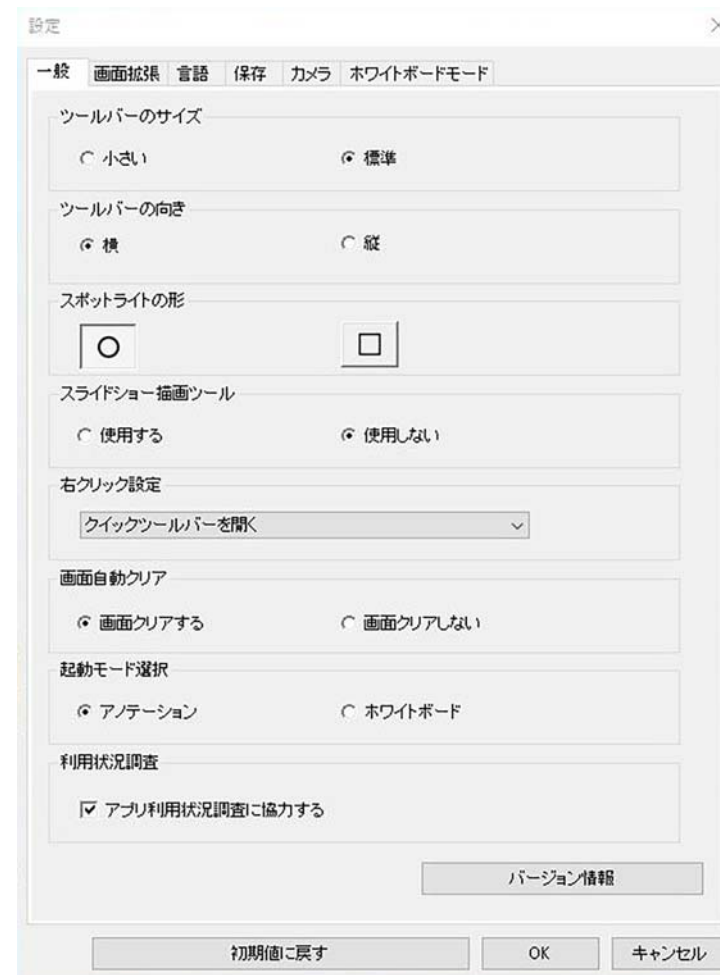 設定
一般 画面拡張 言語 保存 カメラ ホワイトボードモード
ツールバーのサイズ
小さい 標準
ツールバーの向き
横 縦
スポットライトの形
スライドショー描画ツール
使用する 使用しない
右クリック設定
クイックツールバーを開く
画面自動クリア
画面クリアする 画面クリアしない
起動モード選択
アノテーション ホワイトボード
利用状況調査
アプリ利用状況調査に協力する
バージョン情報
初期値に戻す OK キャンセル